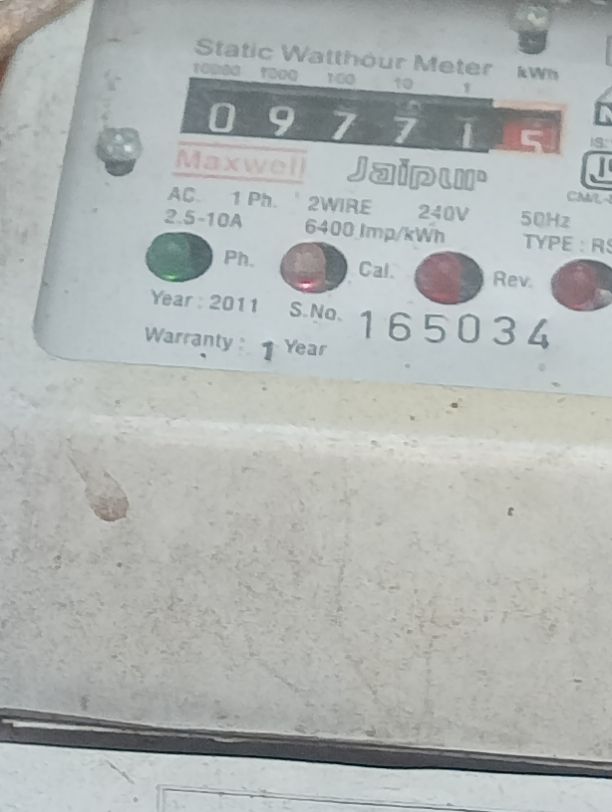 Static Watthour Meter kWh
10000 1000 100 10 1
0 9 7 7 1 5
Maxwell Jaipur
AC. 1 Ph. 2WIRE 240V 50Hz
2.5-10A 6400 Imp/kWh TYPE : RS
Ph. Cal. Rev.
Year : 2011 S.No. 165034
Warranty : 1 Year